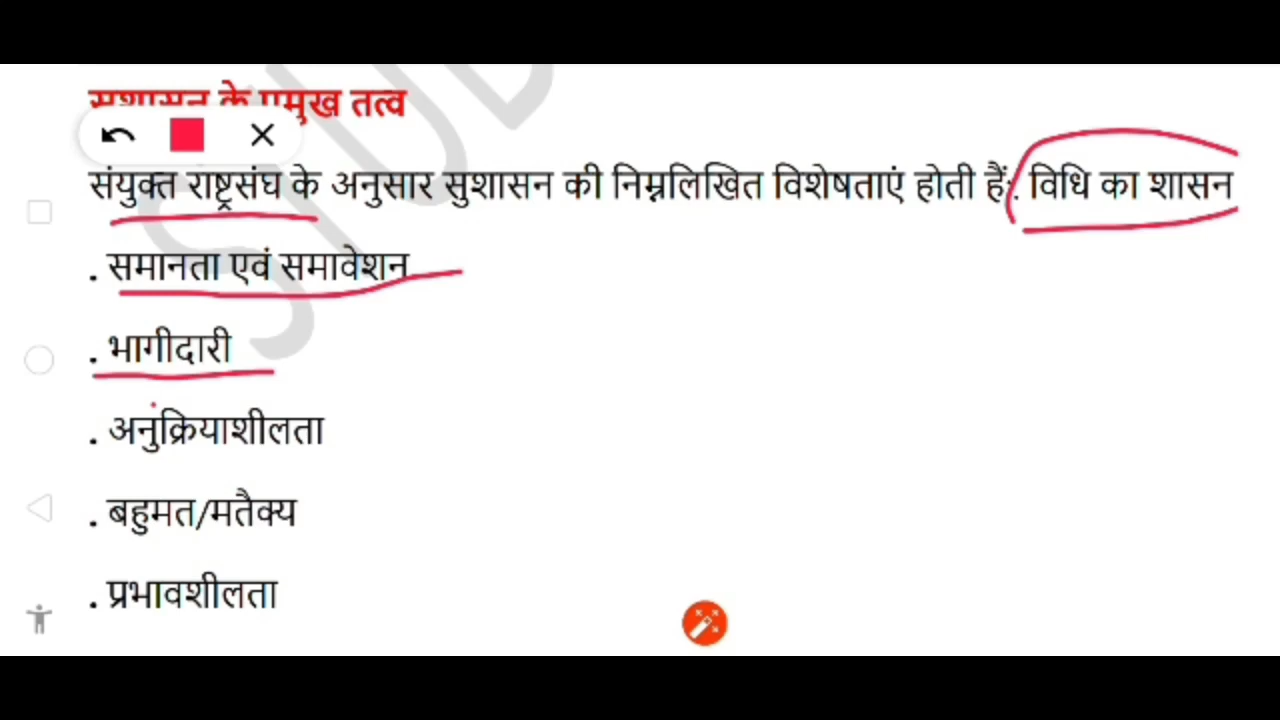 सुशासन के प्रमुख तत्व
संयुक्त राष्ट्रसंघ के अनुसार सुशासन की निम्नलिखित विशेषताएं होती हैं:. विधि का शासन
. समानता एवं समावेशन
. भागीदारी
. अनुक्रियाशीलता
. बहुमत/मतैक्य
. प्रभावशीलता